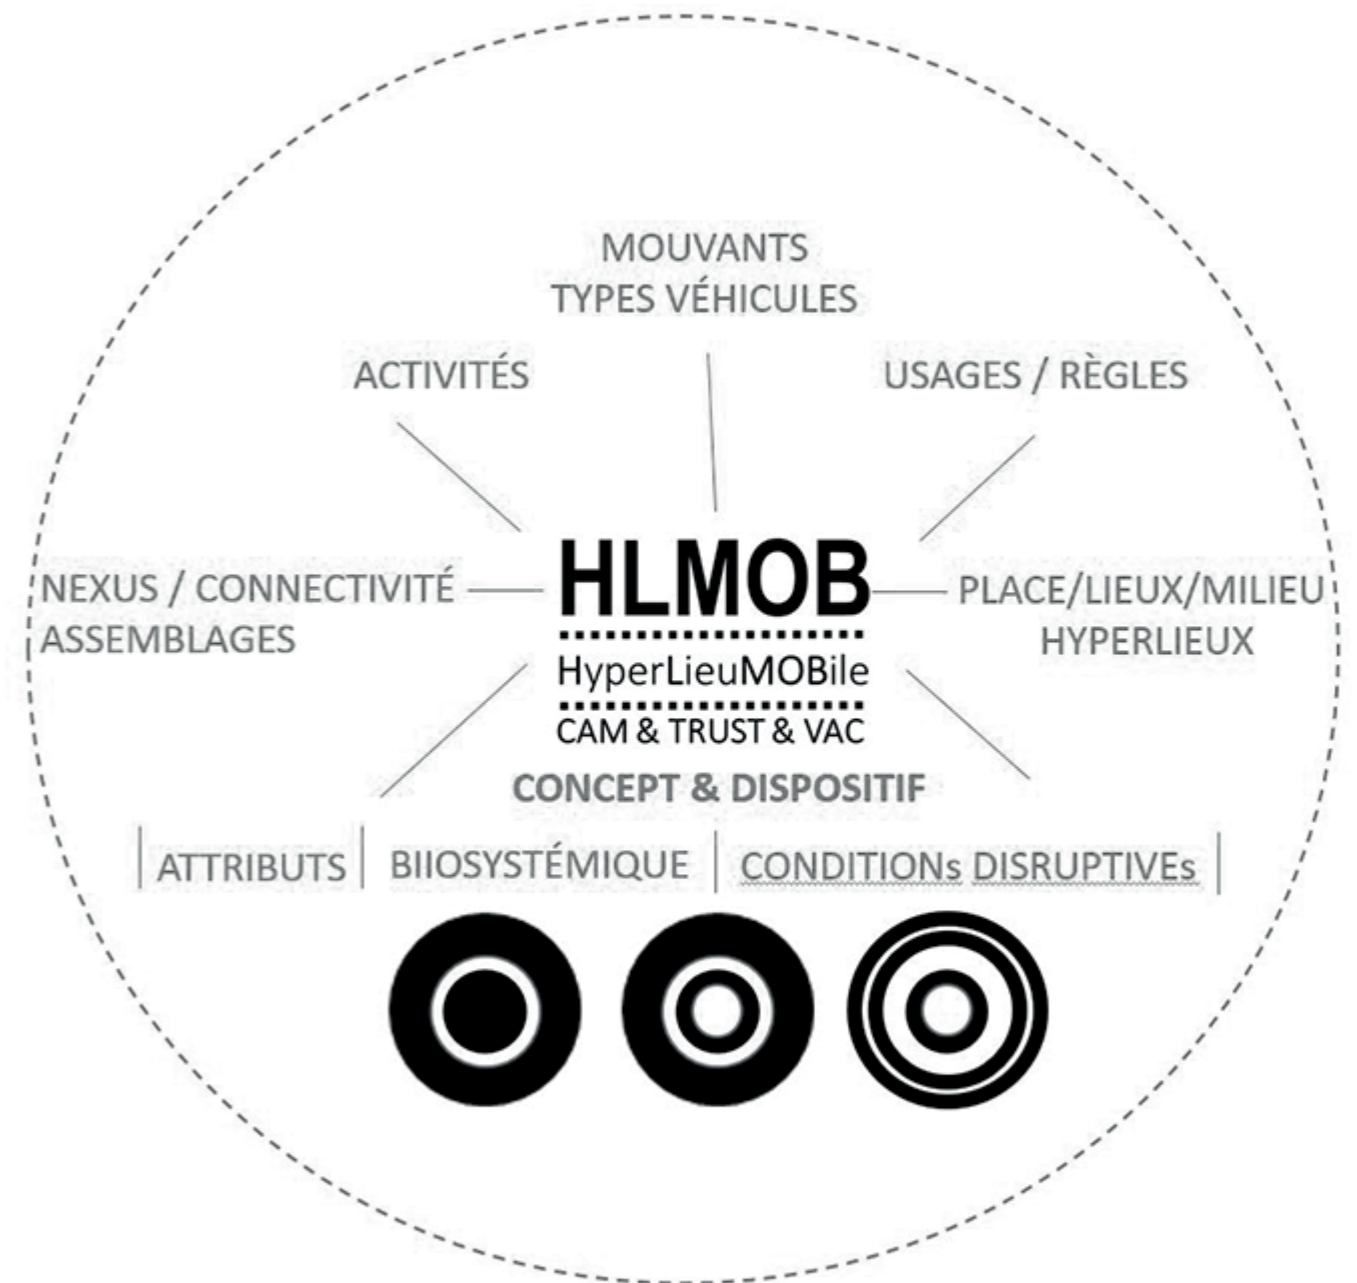 MOUVANTS
TYPES VÉHICULES
ACTIVITÉS
USAGES / RÈGLES
HLMOB
NEXUS / CONNECTIVITÉ
ASSEMBLAGES
PLACE/LIEUX/MILIEU
HYPERLIEUX
HyperLieuMOBile
CAM & TRUST & VAC
CONCEPT & DISPOSITIF
ATTRIBUTS
BIIOSYSTÉMIQUE
CONDITIONs DISRUPTIVEs